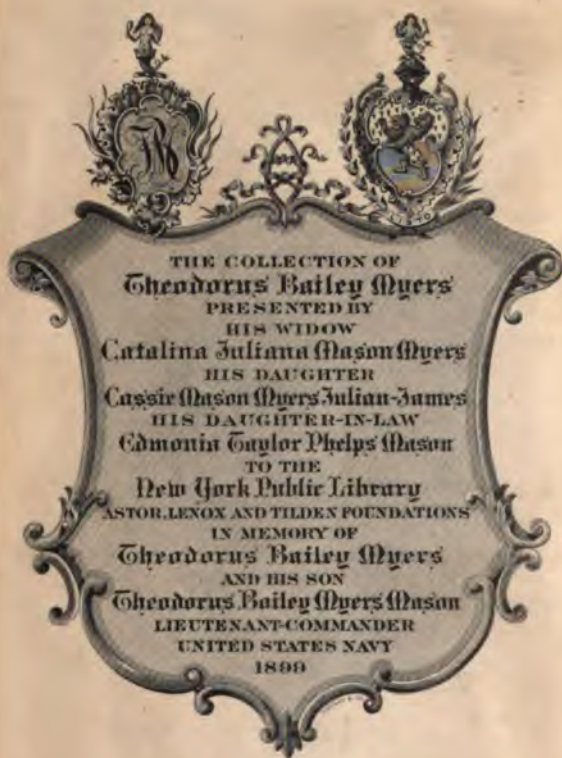 THE COLLECTION OF
Theodorus Bailey Myers
PRESENTED BY
HIS WIDOW
Catalina Juliana Mason Myers
HIS DAUGHTER
Cassie Mason Myers Julian-James
HIS DAUGHTER-IN-LAW
Edmonia Taylor Phelps Mason
TO THE
New York Public Library
ASTOR, LENOX AND TILDEN FOUNDATIONS
IN MEMORY OF
Theodorus Bailey Myers
AND HIS SON
Theodorus Bailey Myers Mason
LIEUTENANT-COMMANDER
UNITED STATES NAVY
1899